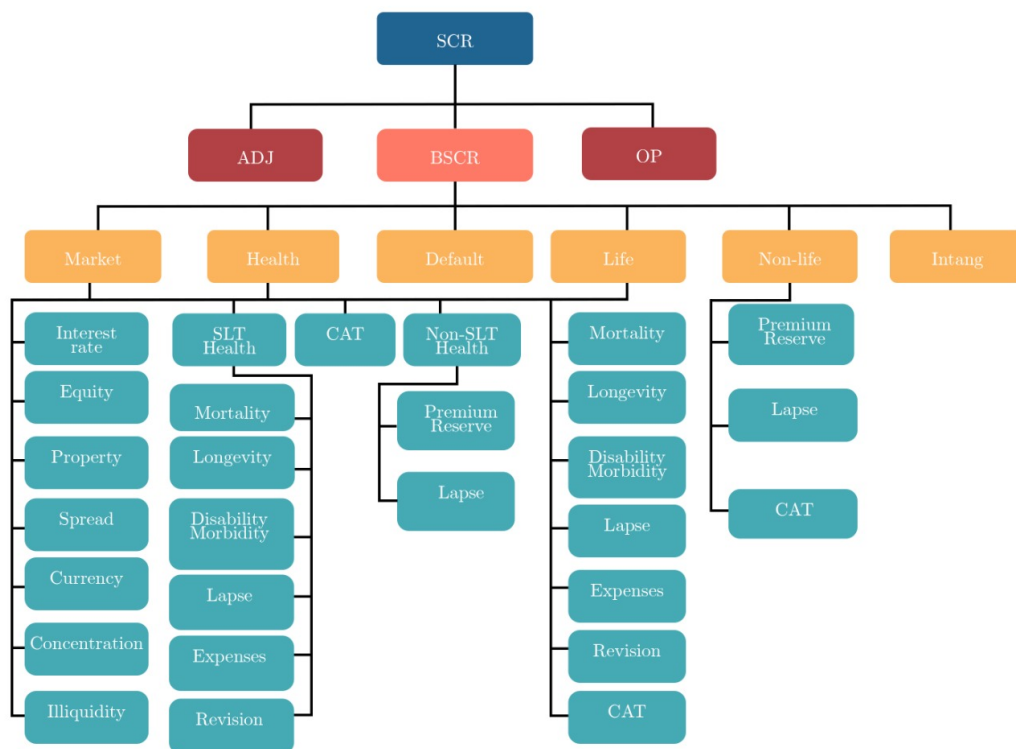 SCR
ADJ
BSCR
OP
Market
Health
Default
Life
Non-life
Intang
Interest
rate
Equity
Property
Spread
Currency
Concentration
Illiquidity
SLT
Health
Mortality
Longevity
Disability
Morbidity
Lapse
Expenses
Revision
CAT
Non-SLT
Health
Premium
Reserve
Lapse
Mortality
Longevity
Disability
Morbidity
Lapse
Expenses
Revision
CAT
Premium
Reserve
Lapse
CAT